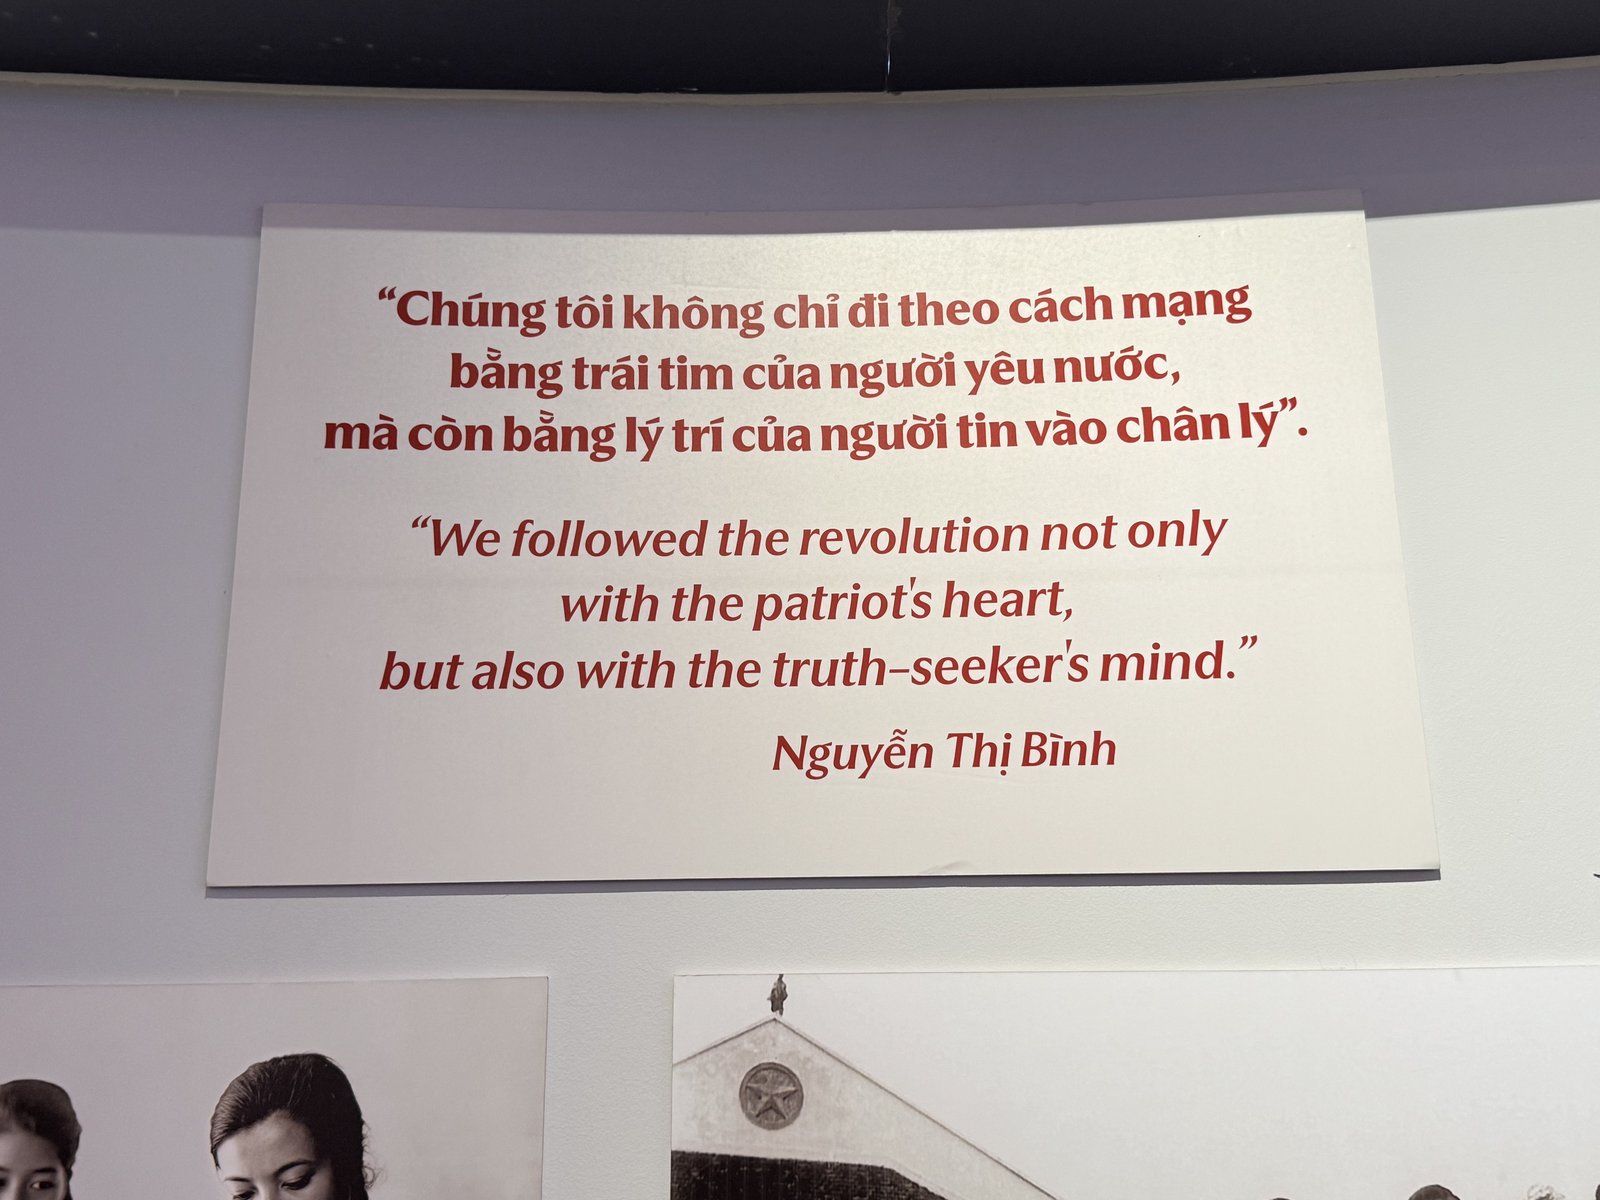 “Chúng tôi không chỉ đi theo cách mạng
bằng trái tim của người yêu nước,
mà còn bằng lý trí của người tin vào chân lý”.
“We followed the revolution not only
with the patriot's heart,
but also with the truth–seeker's mind.”
Nguyễn Thị Bình